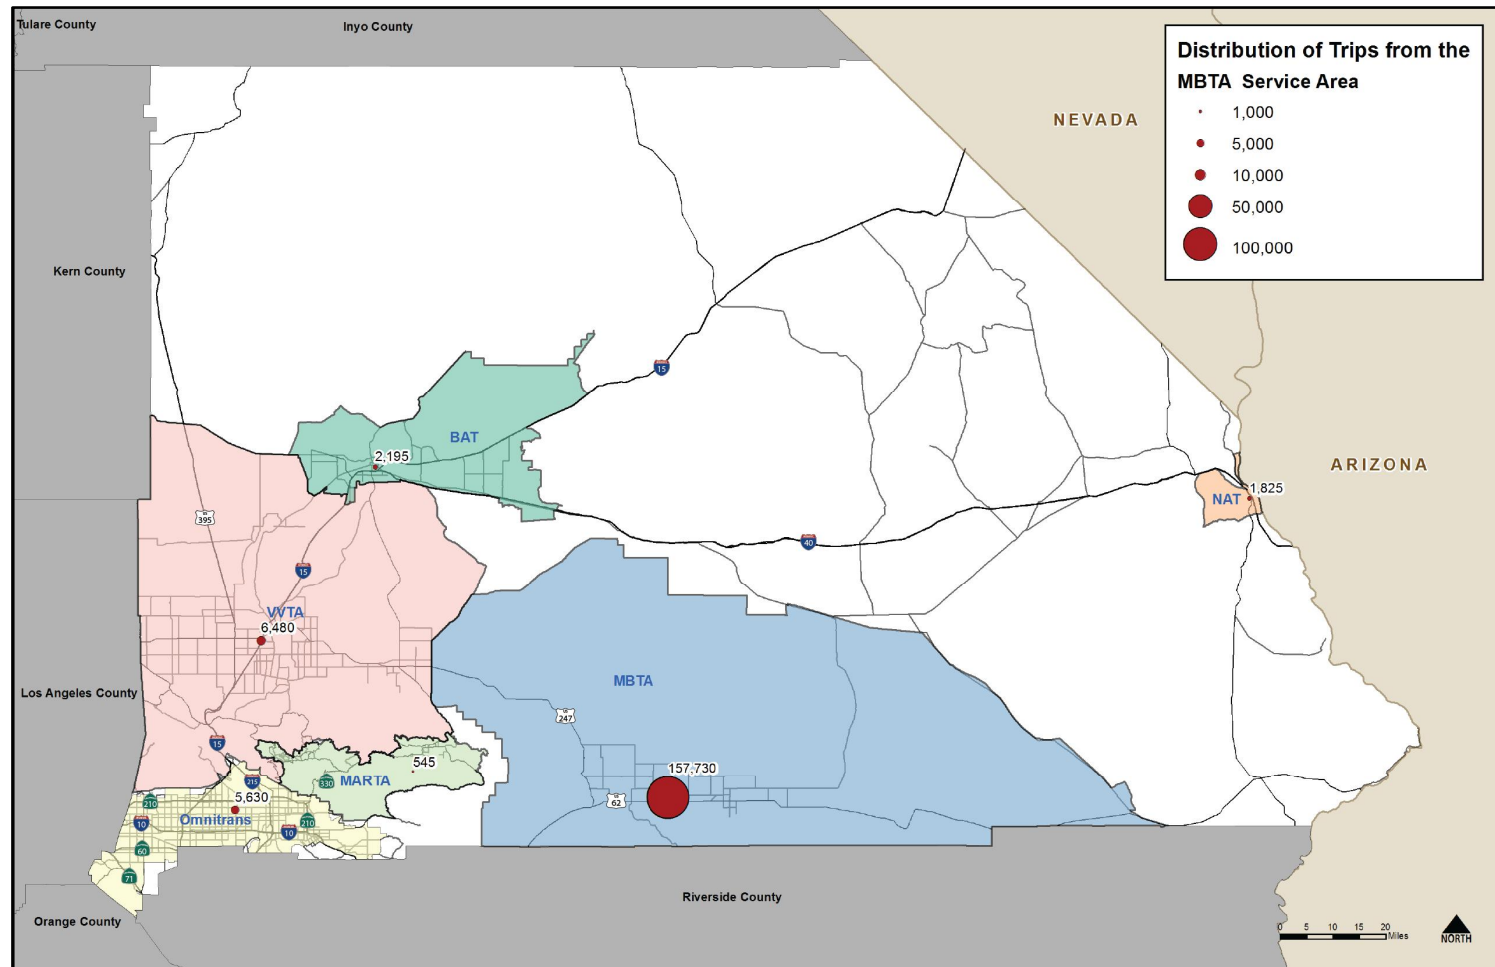 Tulare County
Inyo County
Distribution of Trips from the
MBTA Service Area
1,000
5,000
10,000
50,000
100,000
NEVADA
Kern County
15
BAT
2,195
ARIZONA
1,825
NAT
US
395
40
15
VVTA
6,480
MBTA
Los Angeles County
US
247
15
545
157,730
MARTA
330
215
5,630
210
US
62
Omnitrans
210
10
10
60
71
Riverside County
Orange County
0 5 10 15 20
Miles
NORTH